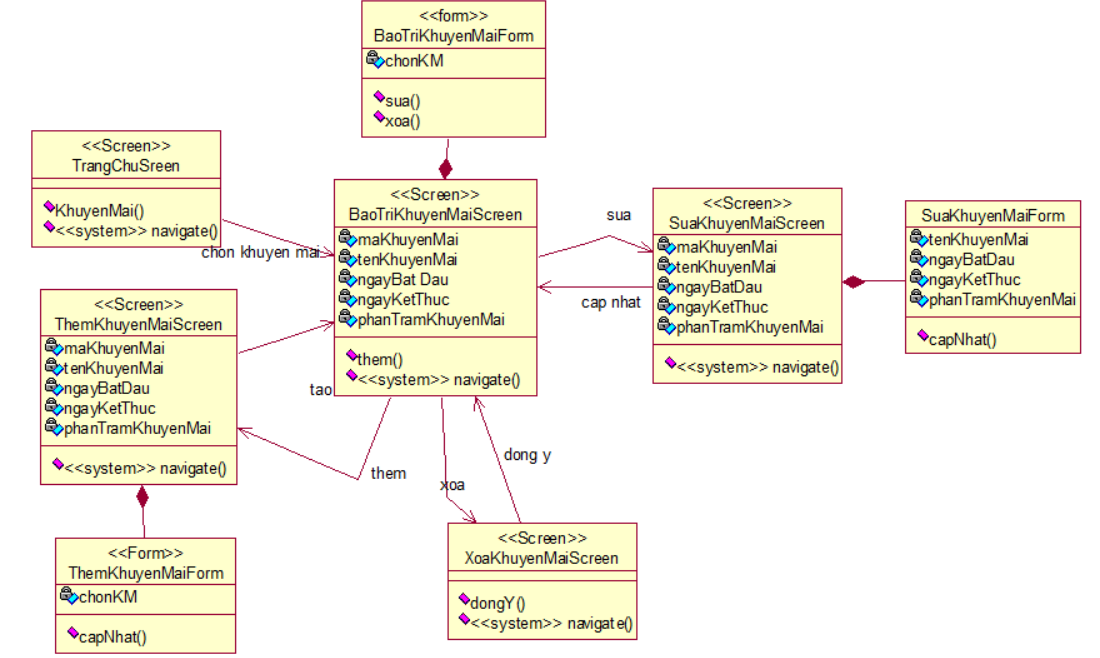 <<form>>
BaoTriKhuyenMaiForm
chonKM
sua()
xoa()
<<Screen>>
TrangChuSreen
KhuyenMai()
<<system>> navigate()
chon khuyen mai
<<Screen>>
BaoTriKhuyenMaiScreen
maKhuyenMai
tenKhuyenMai
ngayBat Dau
ngayKetThuc
phanTramKhuyenMai
them()
<<system>> navigate()
sua
cap nhat
<<Screen>>
SuaKhuyenMaiScreen
maKhuyenMai
tenKhuyenMai
ngayBatDau
ngayKetThuc
phanTramKhuyenMai
<<system>> navigate()
SuaKhuyenMaiForm
tenKhuyenMai
ngayBatDau
ngayKetThuc
phanTramKhuyenMai
capNhat()
<<Screen>>
ThemKhuyenMaiScreen
maKhuyenMai
tenKhuyenMai
ngayBatDau
ngayKetThuc
phanTramKhuyenMai
<<system>> navigate()
tao
them
xoa
dong y
<<Form>>
ThemKhuyenMaiForm
chonKM
capNhat()
<<Screen>>
XoaKhuyenMaiScreen
dongY()
<<system>> navigate()